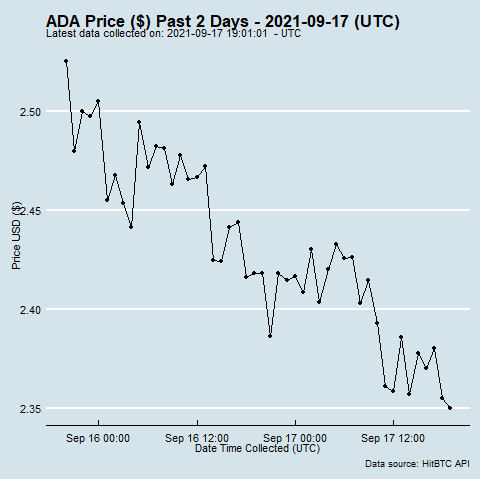 ADA Price ($) Past 2 Days - 2021-09-17 (UTC)
Latest data collected on: 2021-09-17 19:01:01 - UTC
2.50
2.45
2.40
2.35
Price USD ($)
Sep 16 00:00 Sep 16 12:00 Sep 17 00:00 Sep 17 12:00
Date Time Collected (UTC)
Data source: HitBTC API